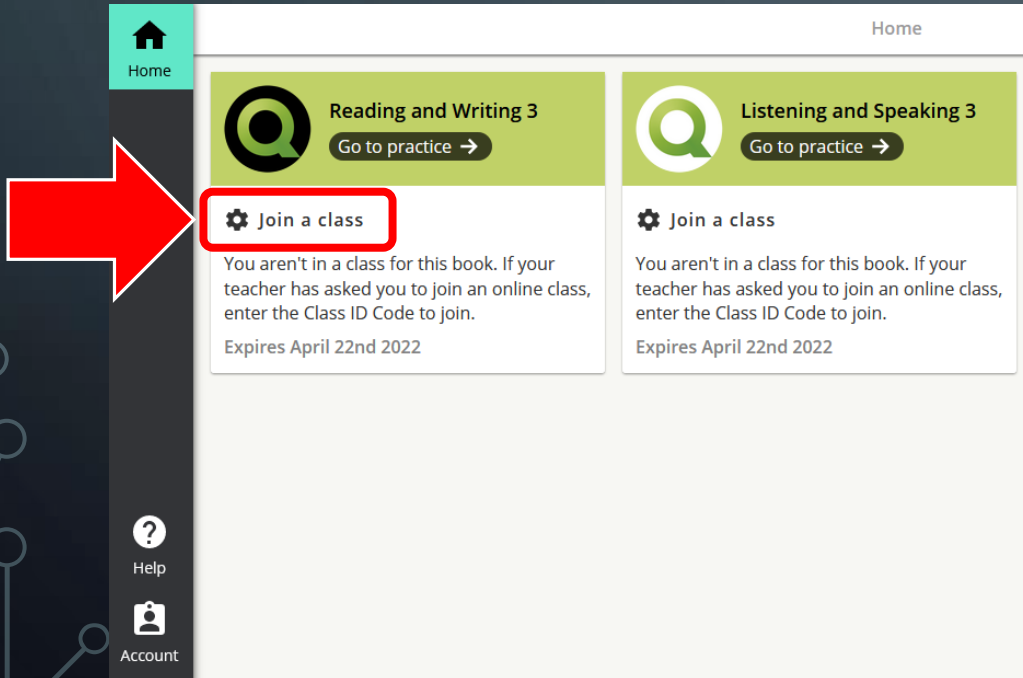 Home
Home
Reading and Writing 3
Go to practice
Join a class
You aren't in a class for this book. If your
teacher has asked you to join an online class,
enter the Class ID Code to join.
Expires April 22nd 2022
Listening and Speaking 3
Go to practice
Join a class
You aren't in a class for this book. If your
teacher has asked you to join an online class,
enter the Class ID Code to join.
Expires April 22nd 2022
Help
Account